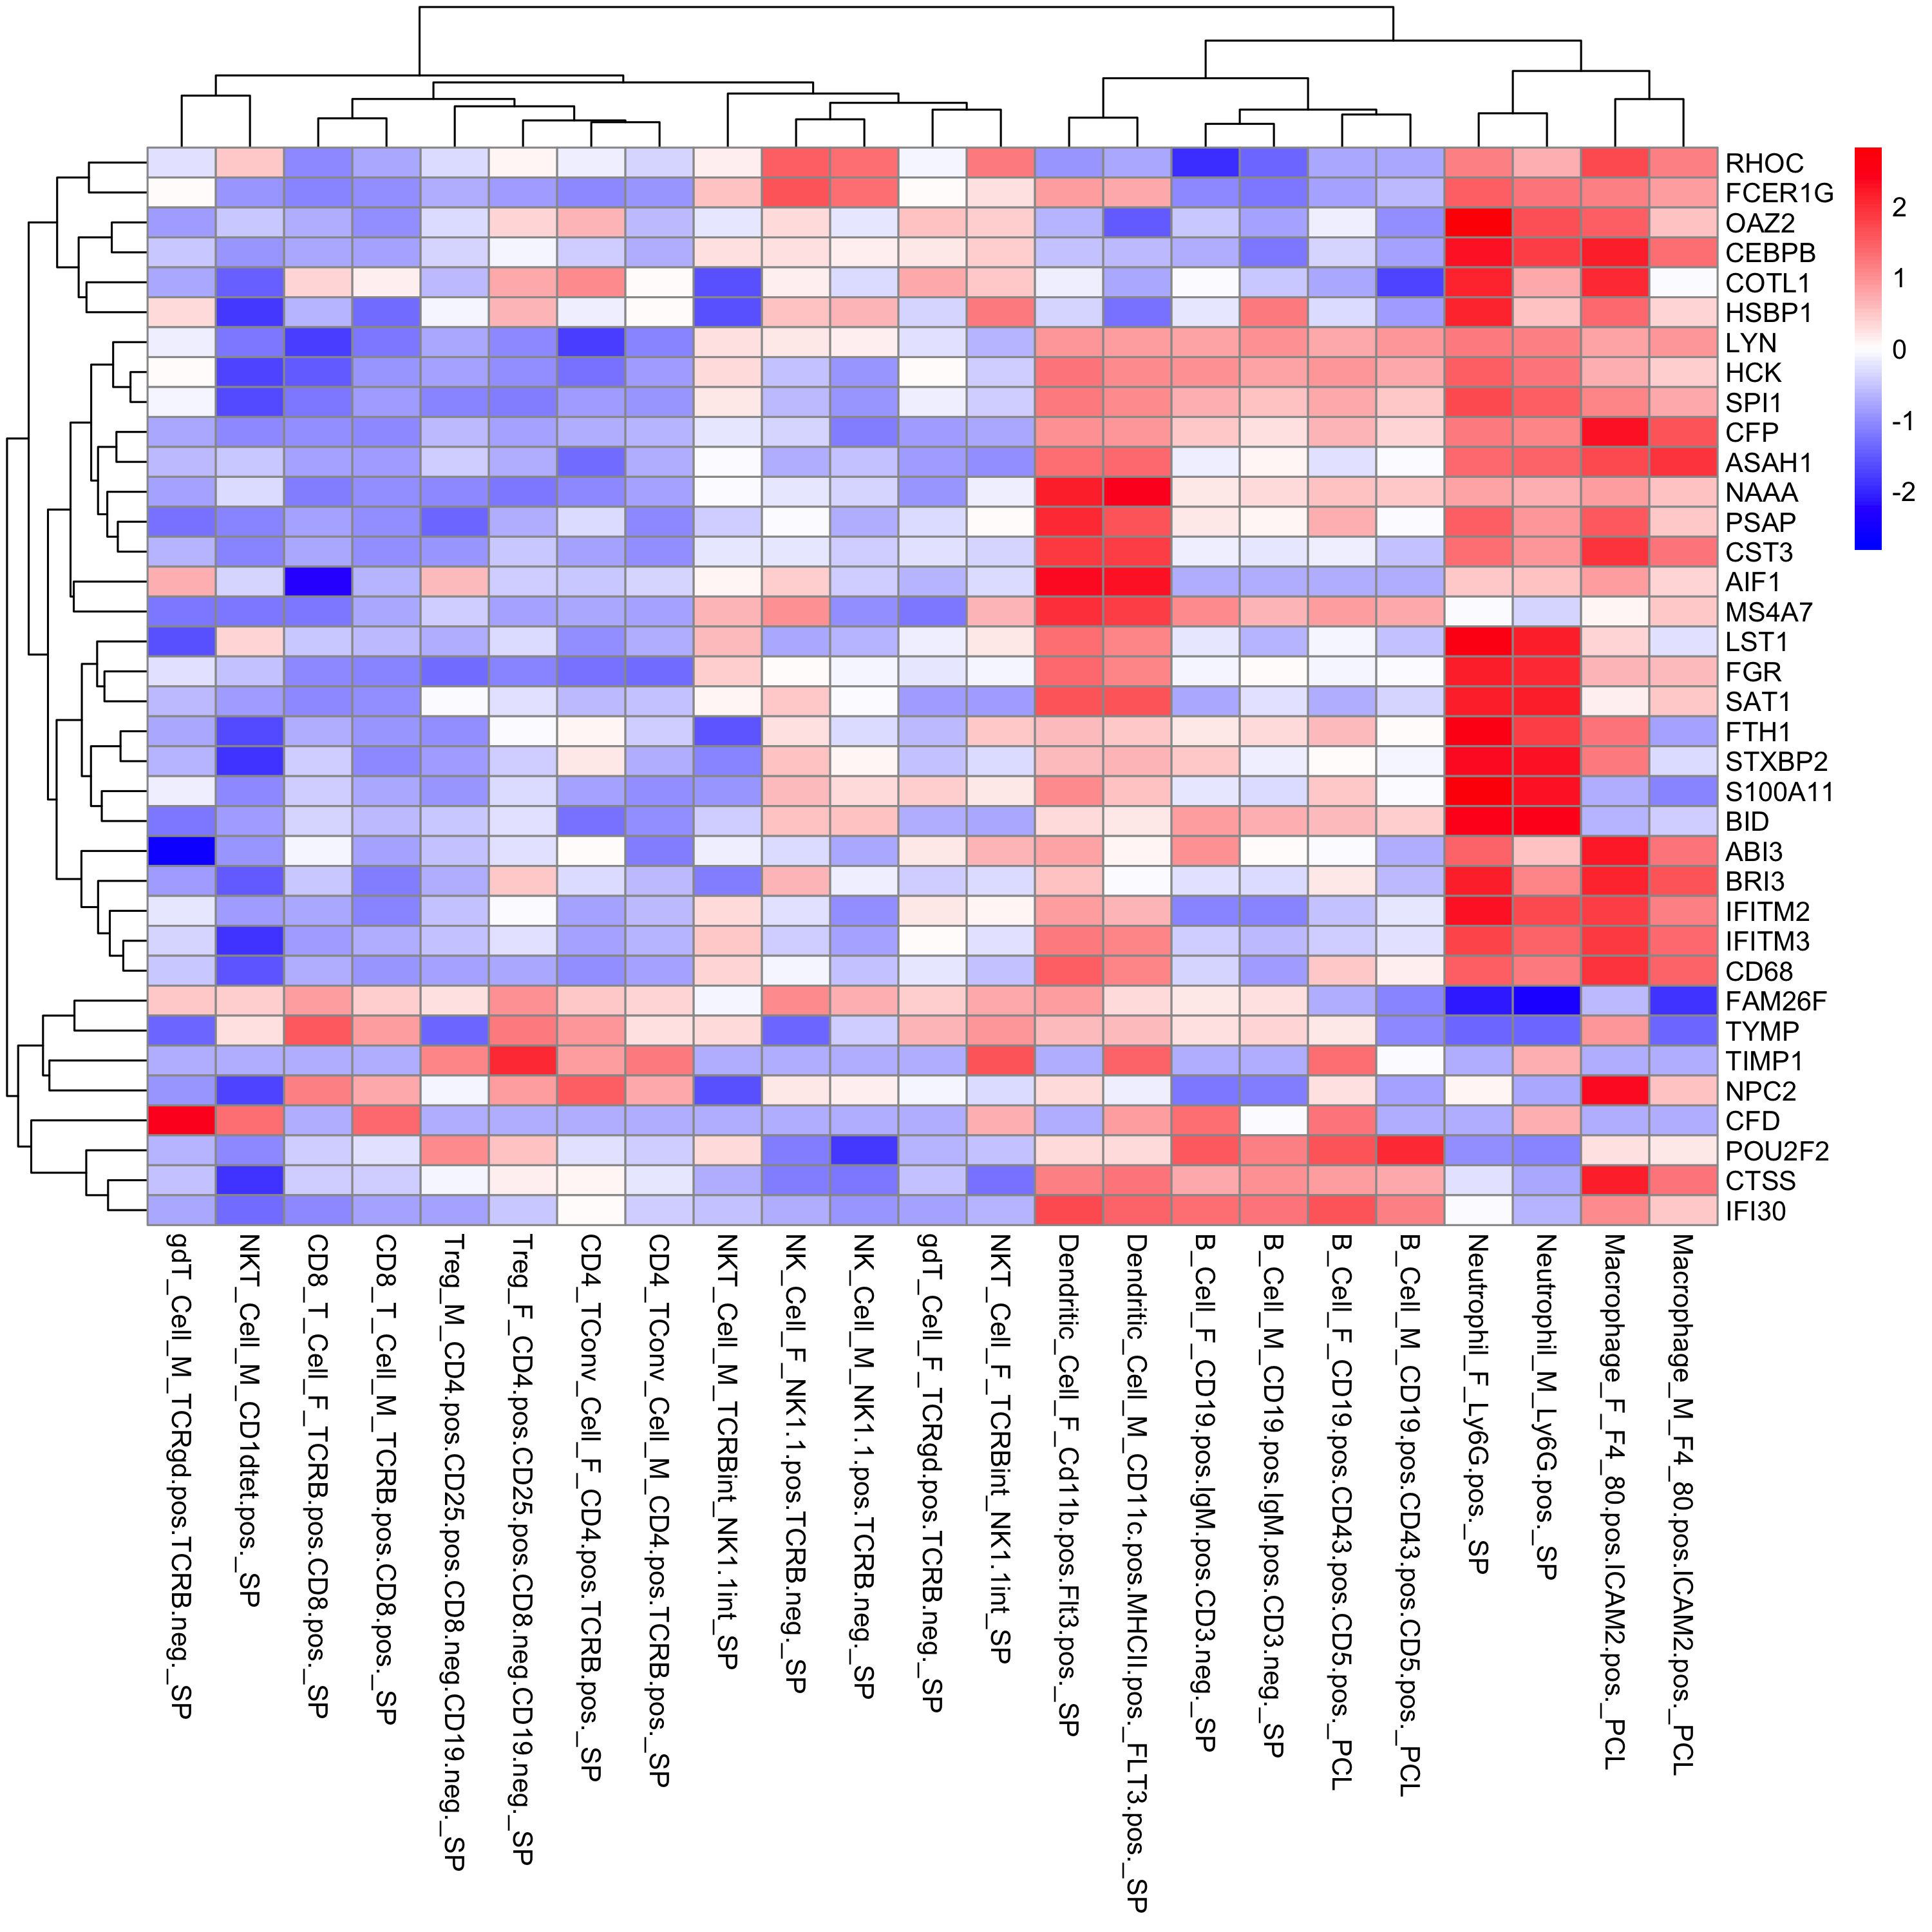 RHOC
FCER1G
OAZ2
CEBPB
COTL1
HSBP1
LYN
HCK
SPI1
CFP
ASAH1
NAAA
PSAP
CST3
AIF1
MS4A7
LST1
FGR
SAT1
FTH1
STXBP2
S100A11
BID
ABI3
BRI3
IFITM2
IFITM3
CD68
FAM26F
TYMP
TIMP1
NPC2
CFD
POU2F2
CTSS
IFI30
2
1
0
-1
-2
gdT_Cell_M_TCRgd.pos.TCRB.neg._SP
NKT_Cell_M_CD1dtet.pos._SP
CD8_T_Cell_F_TCRB.pos.CD8.pos._SP
CD8_T_Cell_M_TCRB.pos.CD8.pos._SP
Treg_M_CD4.pos.CD25.pos.CD8.neg.CD19.neg._SP
Treg_F_CD4.pos.CD25.pos.CD8.neg.CD19.neg._SP
CD4_TConv_Cell_F_CD4.pos.TCRB.pos._SP
CD4_TConv_Cell_M_CD4.pos.TCRB.pos._SP
NKT_Cell_M_TCRBint_NK1.1int_SP
NK_Cell_F_NK1.1.pos.TCRB.neg._SP
NK_Cell_M_NK1.1.pos.TCRB.neg._SP
gdT_Cell_F_TCRgd.pos.TCRB.neg._SP
NKT_Cell_F_TCRBint_NK1.1int_SP
Dendritic_Cell_F_Cd11b.pos.Flt3.pos._SP
Dendritic_Cell_M_CD11c.pos.MHCII.pos._FLT3.pos._SP
B_Cell_F_CD19.pos.IgM.pos.CD3.neg._SP
B_Cell_M_CD19.pos.IgM.pos.CD3.neg._SP
B_Cell_F_CD19.pos.CD43.pos.CD5.pos._PCL
B_Cell_M_CD19.pos.CD43.pos.CD5.pos._PCL
Neutrophil_F_Ly6G.pos._SP
Neutrophil_M_Ly6G.pos._SP
Macrophage_F_F4_80.pos.ICAM2.pos._PCL
Macrophage_M_F4_80.pos.ICAM2.pos._PCL